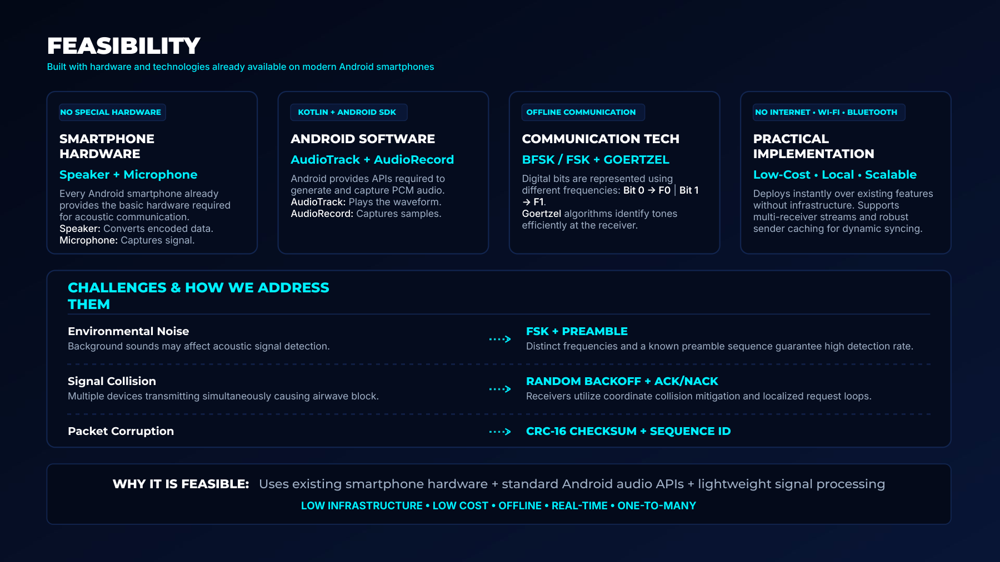 FEASIBILITY
Built with hardware and technologies already available on modern Android smartphones
NO SPECIAL HARDWARE
SMARTPHONE
HARDWARE
Speaker + Microphone
Every Android smartphone already
provides the basic hardware required
for acoustic communication.
Speaker: Converts encoded data.
Microphone: Captures signal.
KOTLIN + ANDROID SDK
ANDROID SOFTWARE
AudioTrack + AudioRecord
Android provides APIs required to
generate and capture PCM audio.
AudioTrack: Plays the waveform.
AudioRecord: Captures samples.
OFFLINE COMMUNICATION
COMMUNICATION TECH
BFSK / FSK + GOERTZEL
Digital bits are represented using
different frequencies: Bit 0 → F0 | Bit 1
→ F1.
Goertzel algorithms identify tones
efficiently at the receiver.
NO INTERNET • WI-FI • BLUETOOTH
PRACTICAL
IMPLEMENTATION
Low-Cost • Local • Scalable
Deploys instantly over existing features
without infrastructure. Supports
multi-receiver streams and robust
sender caching for dynamic syncing.
CHALLENGES & HOW WE ADDRESS
THEM
Environmental Noise
Background sounds may affect acoustic signal detection.
FSK + PREAMBLE
Distinct frequencies and a known preamble sequence guarantee high detection rate.
Signal Collision
Multiple devices transmitting simultaneously causing airwave block.
RANDOM BACKOFF + ACK/NACK
Receivers utilize coordinate collision mitigation and localized request loops.
Packet Corruption
CRC-16 CHECKSUM + SEQUENCE ID
WHY IT IS FEASIBLE: Uses existing smartphone hardware + standard Android audio APIs + lightweight signal processing
LOW INFRASTRUCTURE • LOW COST • OFFLINE • REAL-TIME • ONE-TO-MANY